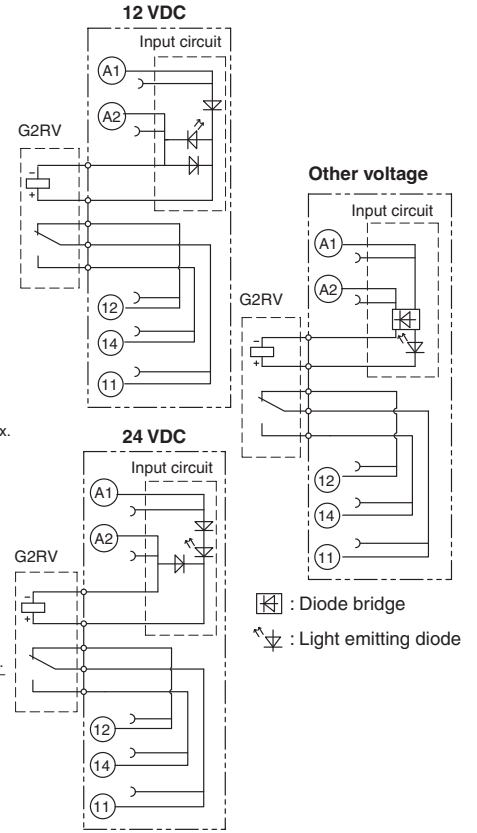 12 VDC
Input circuit
A1
A2
G2RV
−
+
12
14
11
Other voltage
Input circuit
A1
A2
G2RV
−
+
12
14
11
x.
24 VDC
Input circuit
A1
A2
G2RV
−
+
.
12
14
11
: Diode bridge
: Light emitting diode